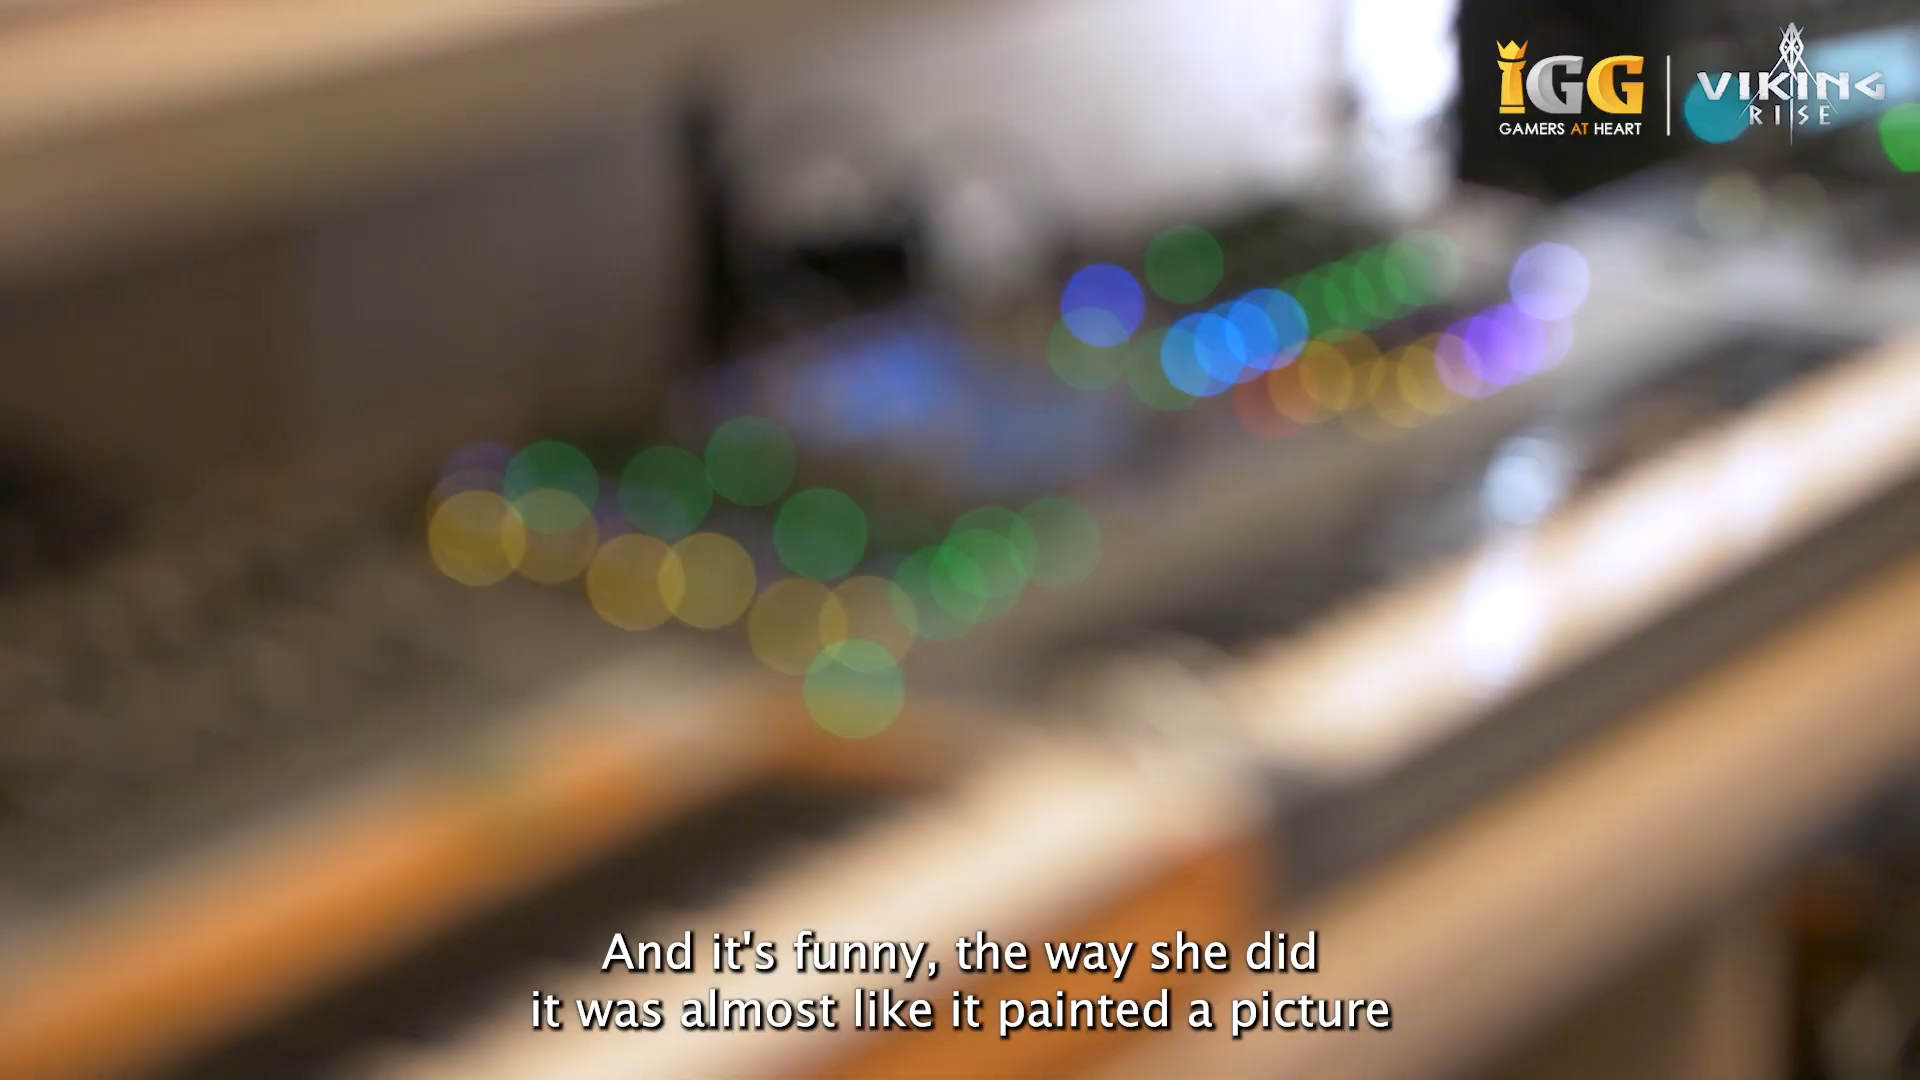 IGG
GAMERS AT HEART
VIKING
RISE
And it's funny, the way she did
it was almost like it painted a picture